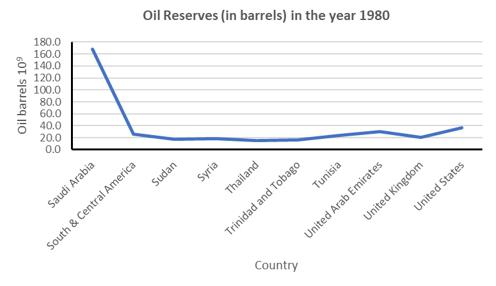 Oil Reserves (in barrels) in the year 1980
Oil barrels 10⁹
180.0
160.0
140.0
120.0
100.0
80.0
60.0
40.0
20.0
0.0
Saudi Arabia
South & Central America
Sudan
Syria
Thailand
Trinidad and Tobago
Tunisia
United Arab Emirates
United Kingdom
United States
Country